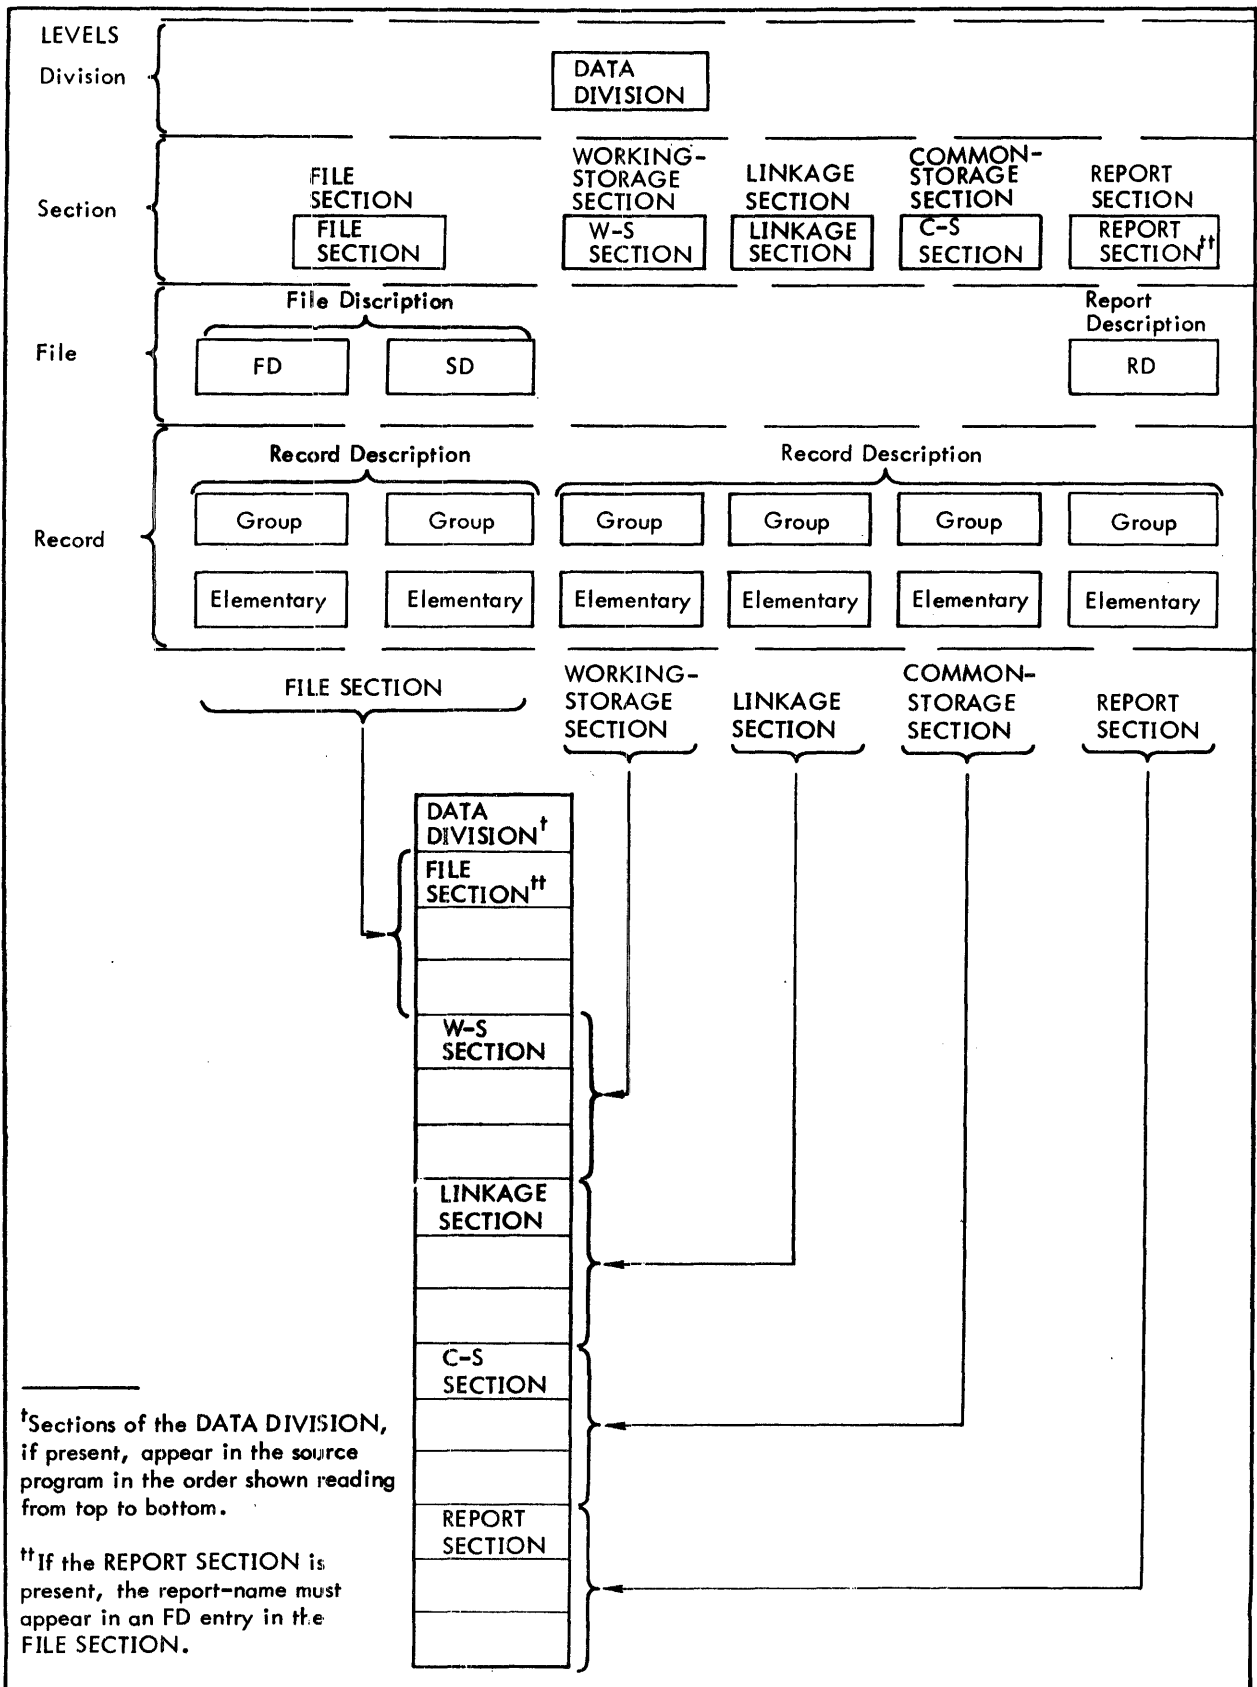 LEVELS
Division
DATA
DIVISION
Section
FILE
SECTION
FILE
SECTION
WORKING-
STORAGE
SECTION
W-S
SECTION
LINKAGE
SECTION
LINKAGE
SECTION
COMMON-
STORAGE
SECTION
C-S
SECTION
REPORT
SECTION
REPORT
SECTION††
File
File Discription
FD
SD
Report
Description
RD
Record
Record Description
Record Description
Group
Group
Group
Group
Group
Group
Elementary
Elementary
Elementary
Elementary
Elementary
Elementary
FILE SECTION
WORKING-
STORAGE
SECTION
LINKAGE
SECTION
COMMON-
STORAGE
SECTION
REPORT
SECTION
DATA
DIVISION†
FILE
SECTION††
W-S
SECTION
LINKAGE
SECTION
C-S
SECTION
REPORT
SECTION
†Sections of the DATA DIVISION,
if present, appear in the source
program in the order shown reading
from top to bottom.
††If the REPORT SECTION is
present, the report-name must
appear in an FD entry in the
FILE SECTION.